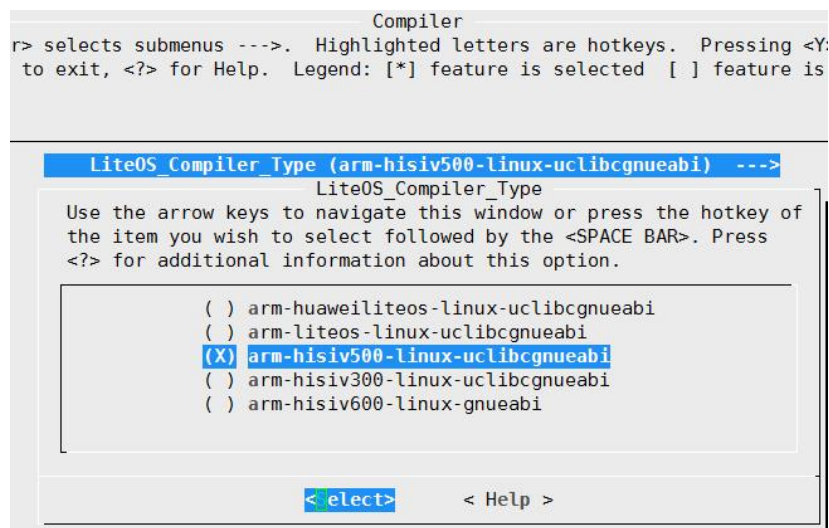 Compiler
r> selects submenus --->. Highlighted letters are hotkeys. Pressing <Y>
to exit, <?> for Help. Legend: [*] feature is selected [ ] feature is
LiteOS_Compiler_Type (arm-hisiv500-linux-uclibcgnueabi) --->
LiteOS_Compiler_Type
Use the arrow keys to navigate this window or press the hotkey of
the item you wish to select followed by the <SPACE BAR>. Press
<?> for additional information about this option.
( ) arm-huaweiliteos-linux-uclibcgnueabi
( ) arm-liteos-linux-uclibcgnueabi
(X) arm-hisiv500-linux-uclibcgnueabi
( ) arm-hisiv300-linux-uclibcgnueabi
( ) arm-hisiv600-linux-gnueabi
<Select> < Help >